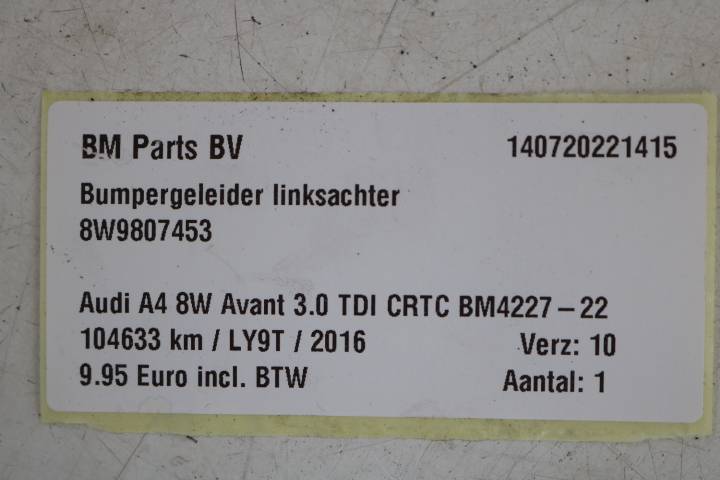 BM Parts BV 140720221415
Bumpergeleider linksachter
8W9807453
Audi A4 8W Avant 3.0 TDI CRTC BM4227-22
104633 km / LY9T / 2016 Verz: 10
9.95 Euro incl. BTW Aantal: 1